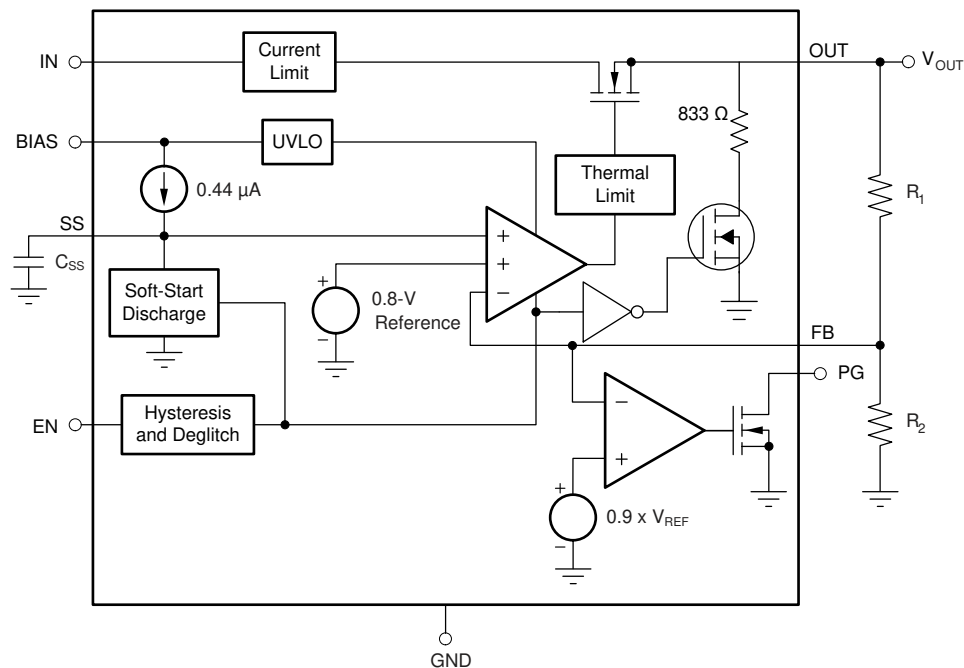 IN
Current
Limit
OUT
V_OUT
833 Ω
BIAS
UVLO
Thermal
Limit
0.44 µA
R_1
SS
C_SS
+
+
−
Soft-Start
Discharge
+
−
0.8-V
Reference
FB
PG
EN
Hysteresis
and Deglitch
−
+
R_2
+
−
0.9 x V_REF
GND